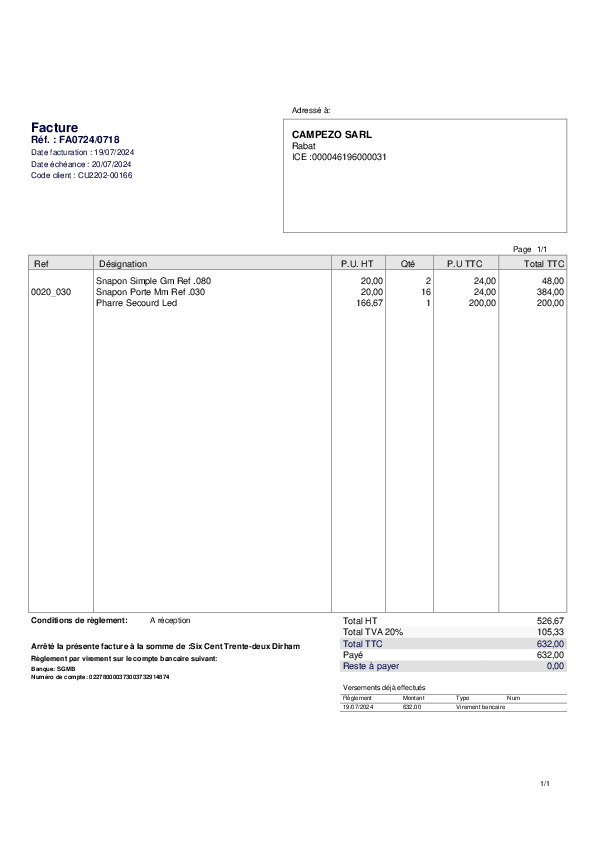 Adressé à:
Facture
Réf. : FA0724/0718
Date facturation : 19/07/2024
Date échéance : 20/07/2024
Code client : CU2202-00166
CAMPEZO SARL
Rabat
ICE :000046196000031
Page 1/1
Ref Désignation P.U. HT Qté P.U TTC Total TTC
Snapon Simple Gm Ref .080 20,00 2 24,00 48,00
0020_030 Snapon Porte Mm Ref .030 20,00 16 24,00 384,00
Pharre Secourd Led 166,67 1 200,00 200,00
Conditions de règlement: A réception
Arrêté la présente facture à la somme de :Six Cent Trente-deux Dirham
Règlement par virement sur le compte bancaire suivant:
Banque: SGMB
Numéro de compte: 022780000373003732914874
Total HT 526,67
Total TVA 20% 105,33
Total TTC 632,00
Payé 632,00
Reste à payer 0,00
Versements déjà effectués
Règlement Montant Type Num
19/07/2024 632,00 Virement bancaire
1/1